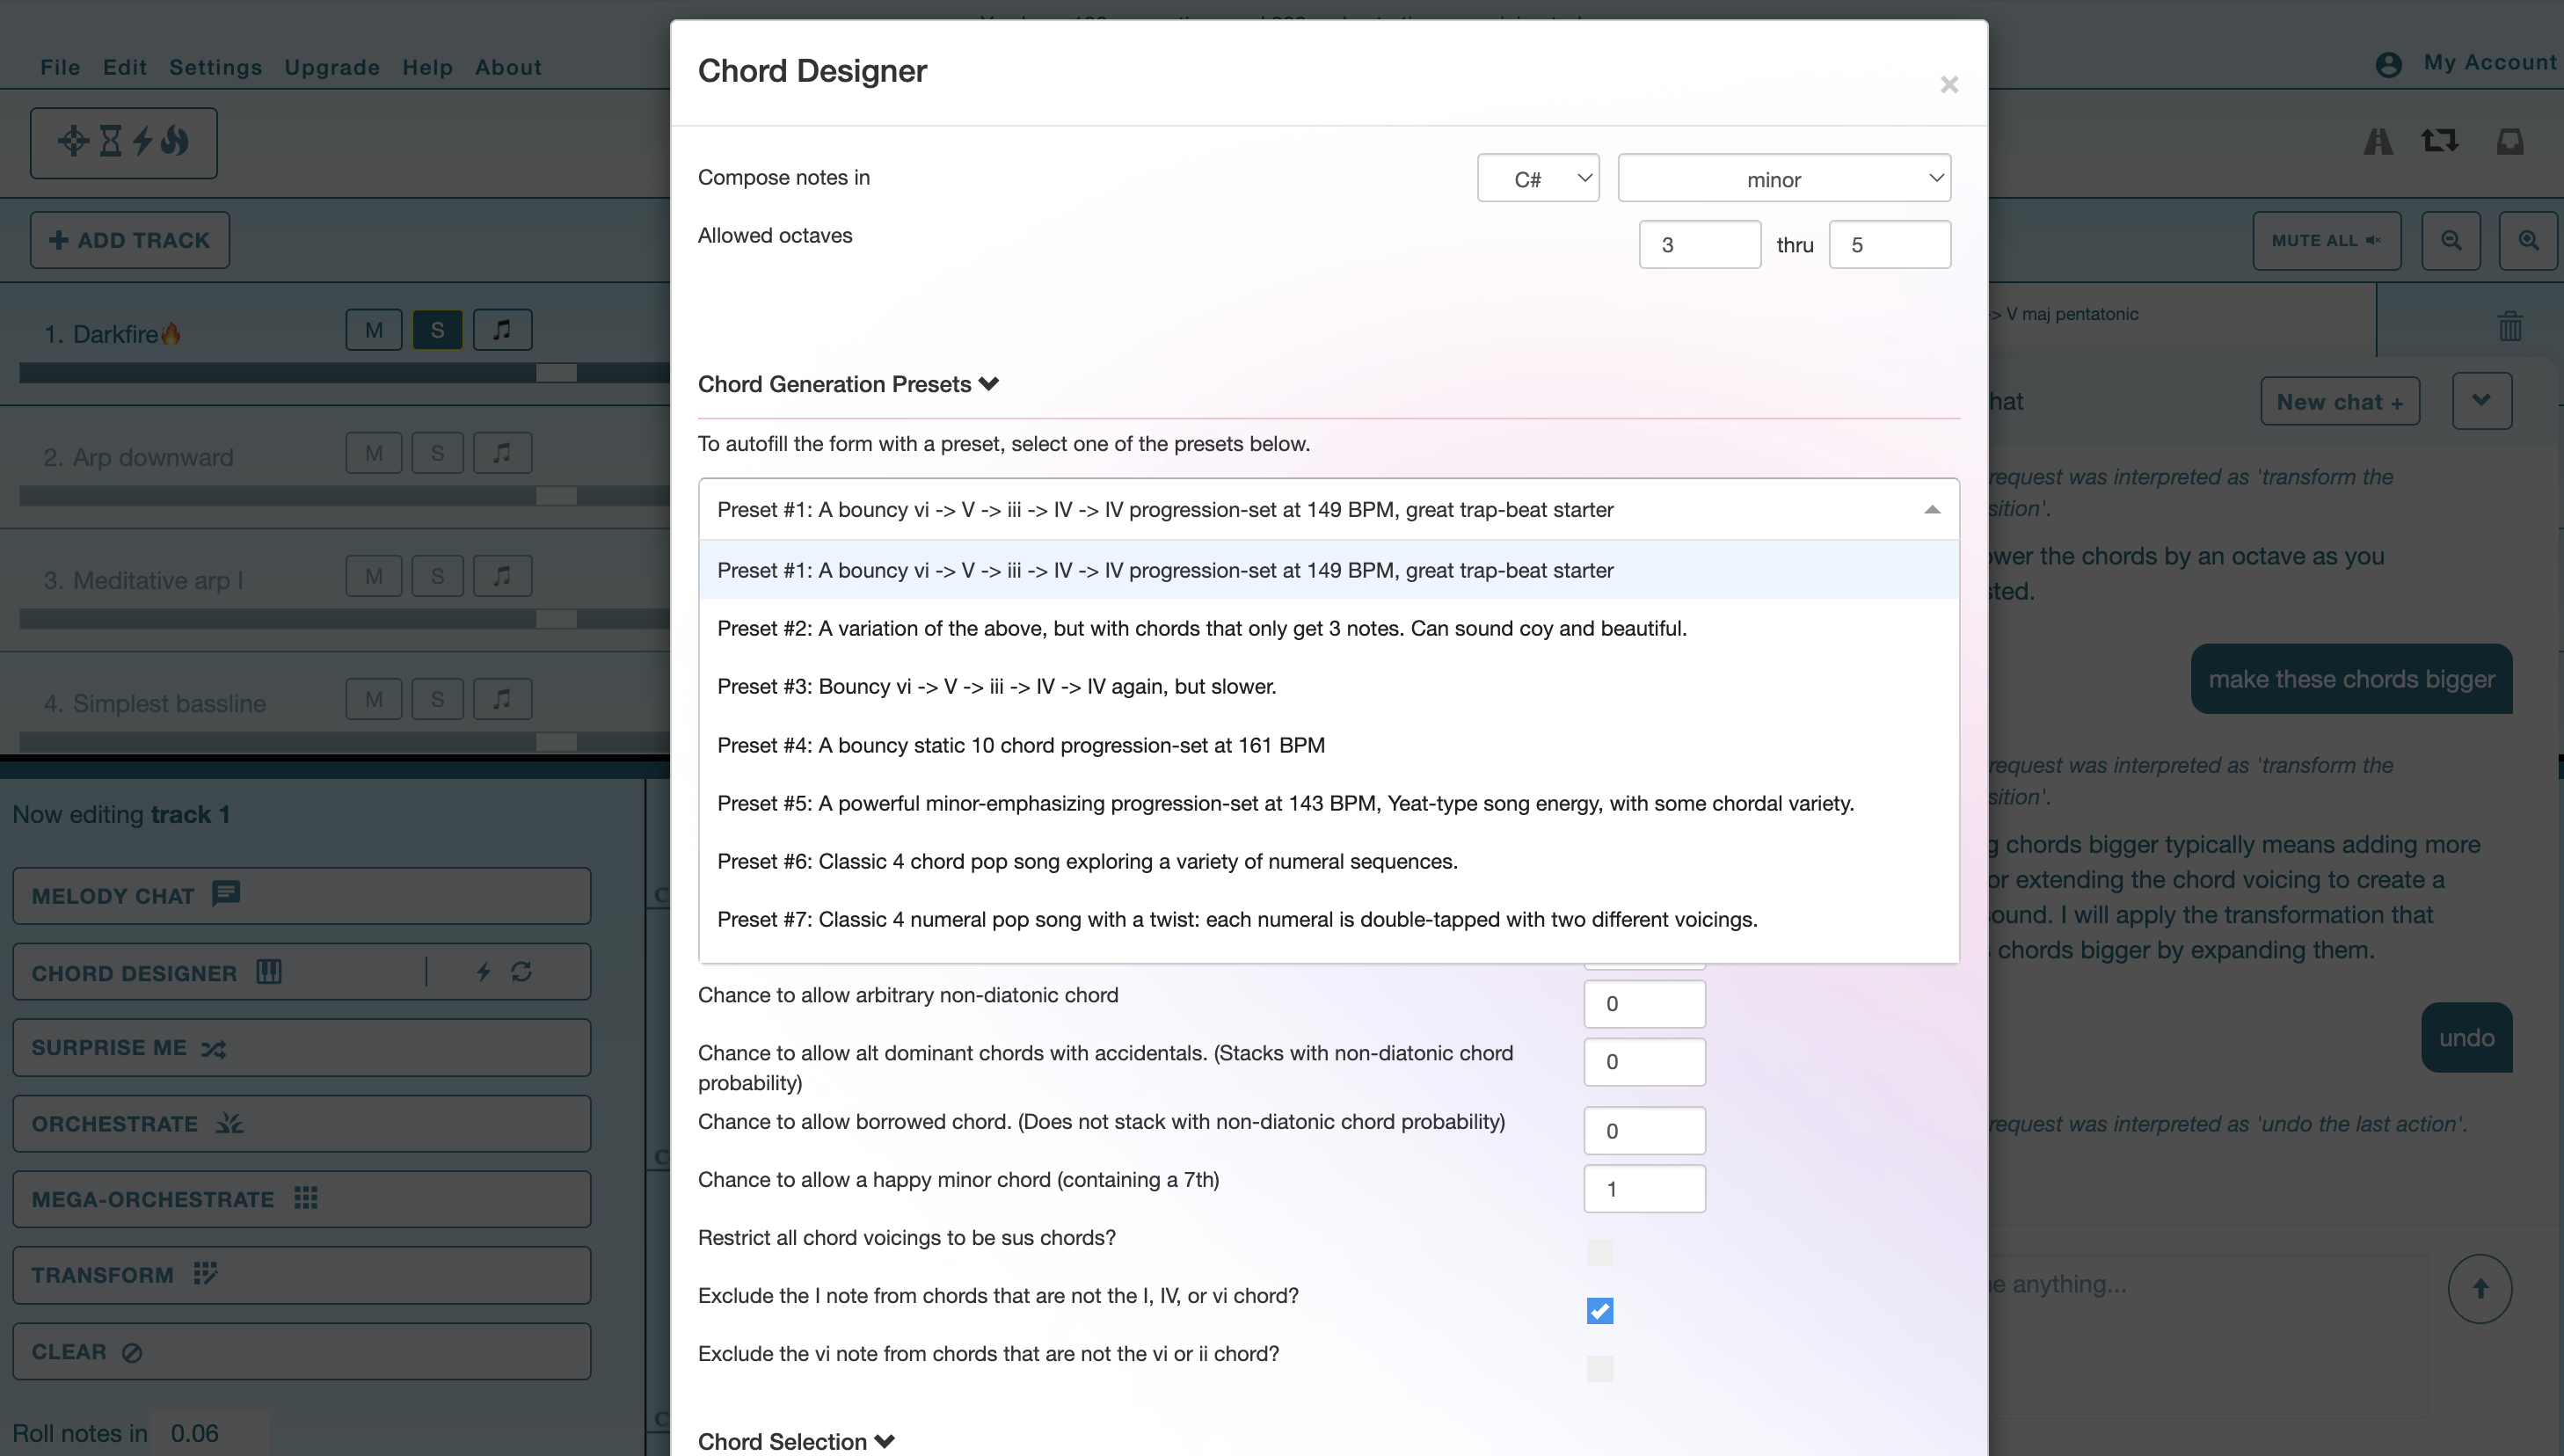 File Edit Settings Upgrade Help About
My Account
ADD TRACK
MUTE ALL
1. Darkfire🔥
M S
2. Arp downward
M S
3. Meditative arp I
M S
4. Simplest bassline
M S
Now editing track 1
MELODY CHAT
CHORD DESIGNER
SURPRISE ME
ORCHESTRATE
MEGA-ORCHESTRATE
TRANSFORM
CLEAR
Roll notes in 0.06
Chord Designer
×
Compose notes in C# minor
Allowed octaves 3 thru 5
Chord Generation Presets
To autofill the form with a preset, select one of the presets below.
Preset #1: A bouncy vi -> V -> iii -> IV -> IV progression-set at 149 BPM, great trap-beat starter
Preset #1: A bouncy vi -> V -> iii -> IV -> IV progression-set at 149 BPM, great trap-beat starter
Preset #2: A variation of the above, but with chords that only get 3 notes. Can sound coy and beautiful.
Preset #3: Bouncy vi -> V -> iii -> IV -> IV again, but slower.
Preset #4: A bouncy static 10 chord progression-set at 161 BPM
Preset #5: A powerful minor-emphasizing progression-set at 143 BPM, Yeat-type song energy, with some chordal variety.
Preset #6: Classic 4 chord pop song exploring a variety of numeral sequences.
Preset #7: Classic 4 numeral pop song with a twist: each numeral is double-tapped with two different voicings.
Chance to allow arbitrary non-diatonic chord 0
Chance to allow alt dominant chords with accidentals. (Stacks with non-diatonic chord
probability) 0
Chance to allow borrowed chord. (Does not stack with non-diatonic chord probability) 0
Chance to allow a happy minor chord (containing a 7th) 1
Restrict all chord voicings to be sus chords?
Exclude the I note from chords that are not the I, IV, or vi chord?
Exclude the vi note from chords that are not the vi or ii chord?
Chord Selection
-> V maj pentatonic
New chat +
request was interpreted as 'transform the
the chords by an octave as you
make these chords bigger
request was interpreted as 'transform the
chords bigger typically means adding more
or extending the chord voicing to create a
I will apply the transformation that
chords bigger by expanding them.
undo
request was interpreted as 'undo the last action'.
anything...